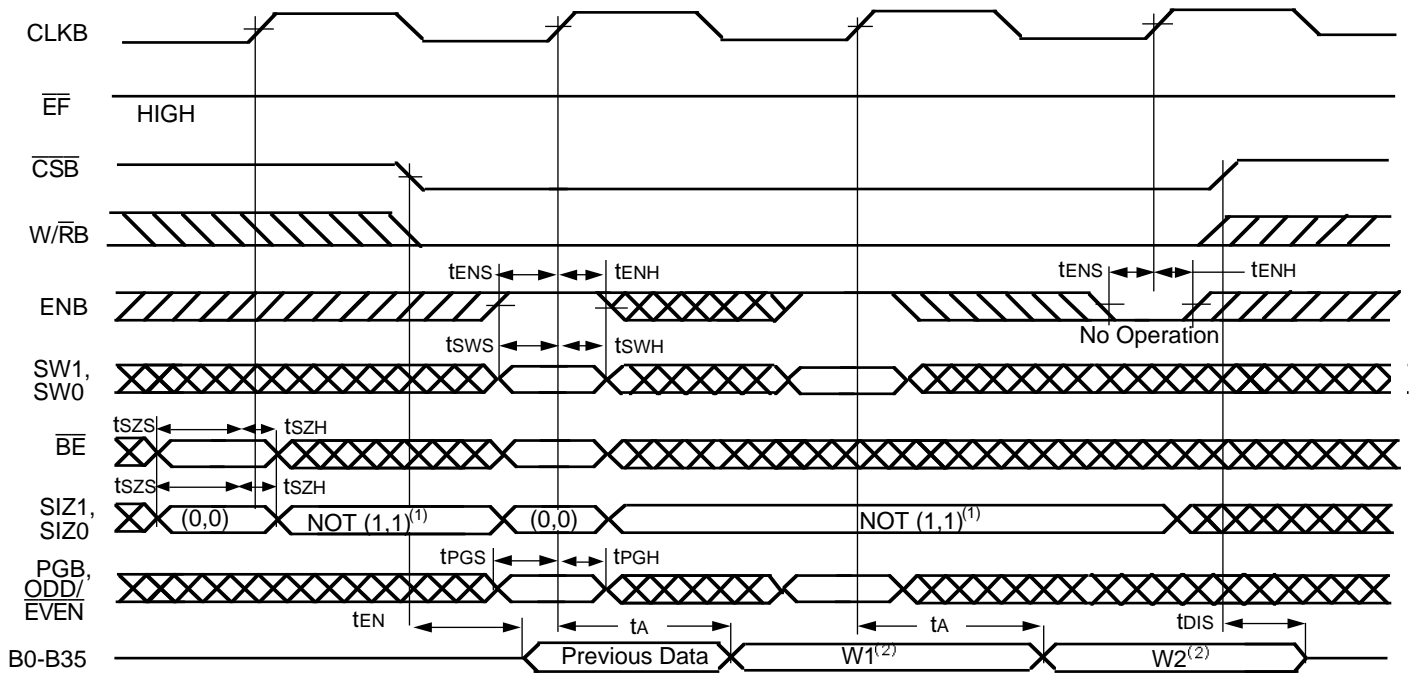 CLKB
EF
HIGH
CSB
W/RB
tENS
tENH
tENS
tENH
ENB
No Operation
tSWS
tSWH
SW1,
SW0
tSZS
tSZH
BE
tSZS
tSZH
SIZ1,
SIZ0
(0,0)
NOT (1,1)(1)
(0,0)
NOT (1,1)(1)
tPGS
tPGH
PGB,
ODD/
EVEN
tEN
tA
tA
tDIS
B0-B35
Previous Data
W1(2)
W2(2)